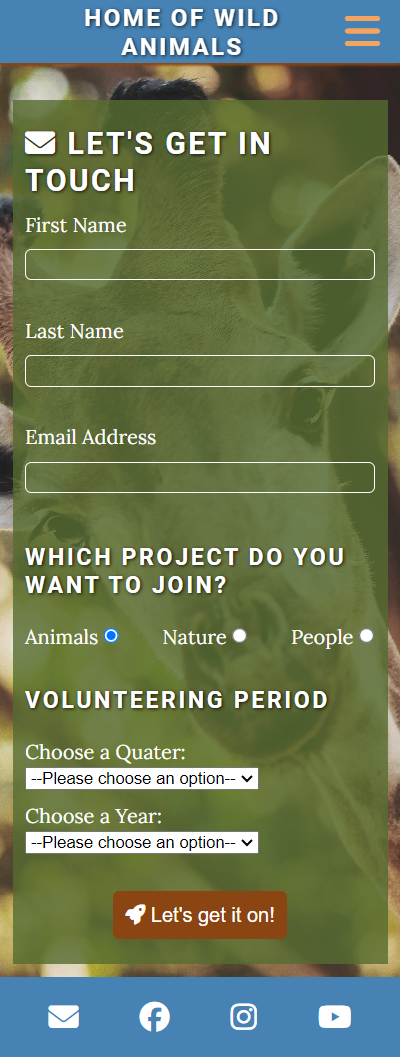 HOME OF WILD
ANIMALS
LET'S GET IN
TOUCH
First Name
Last Name
Email Address
WHICH PROJECT DO YOU
WANT TO JOIN?
Animals Nature People
VOLUNTEERING PERIOD
Choose a Quater:
--Please choose an option--
Choose a Year:
--Please choose an option--
Let's get it on!